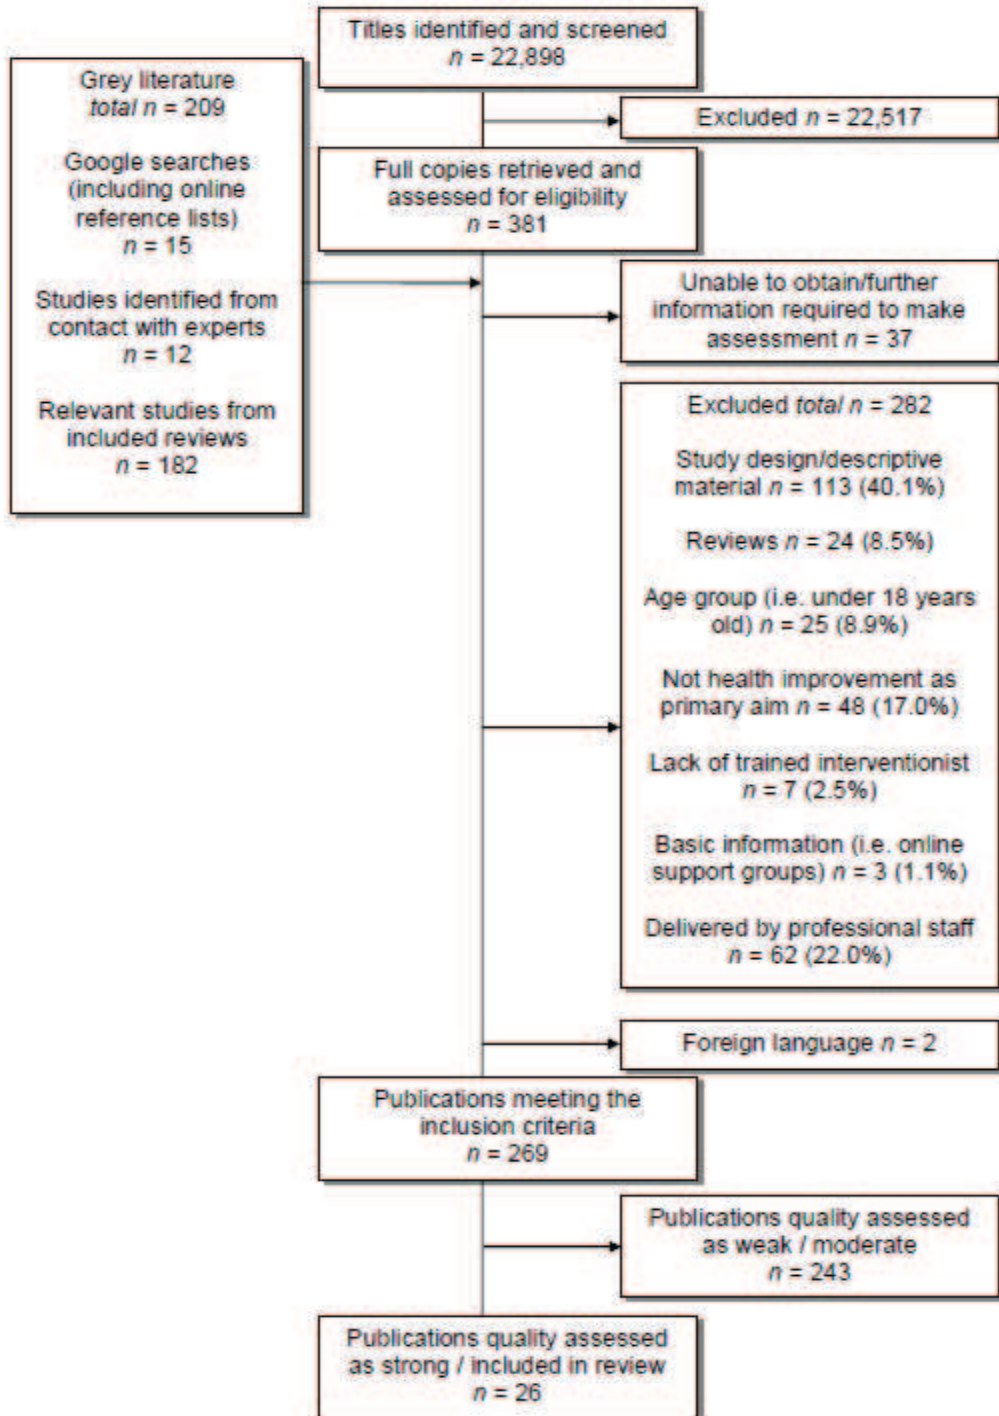 Titles identified and screened
n = 22,898
Grey literature
total n = 209
Google searches
(including online
reference lists)
n = 15
Studies identified from
contact with experts
n = 12
Relevant studies from
included reviews
n = 182
Excluded n = 22,517
Full copies retrieved and
assessed for eligibility
n = 381
Unable to obtain/further
information required to make
assessment n = 37
Excluded total n = 282
Study design/descriptive
material n = 113 (40.1%)
Reviews n = 24 (8.5%)
Age group (i.e. under 18 years
old) n = 25 (8.9%)
Not health improvement as
primary aim n = 48 (17.0%)
Lack of trained interventionist
n = 7 (2.5%)
Basic information (i.e. online
support groups) n = 3 (1.1%)
Delivered by professional staff
n = 62 (22.0%)
Foreign language n = 2
Publications meeting the
inclusion criteria
n = 269
Publications quality assessed
as weak / moderate
n = 243
Publications quality assessed
as strong / included in review
n = 26